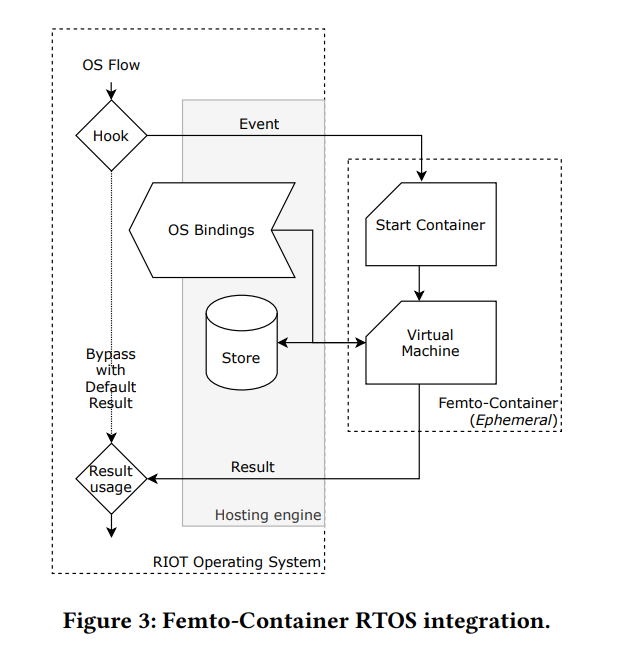 OS Flow
Hook
Event
OS Bindings
Start Container
Store
Virtual
Machine
Bypass
with
Default
Result
Femto-Container
(Ephemeral)
Result
usage
Result
Hosting engine
RIOT Operating System
Figure 3: Femto-Container RTOS integration.